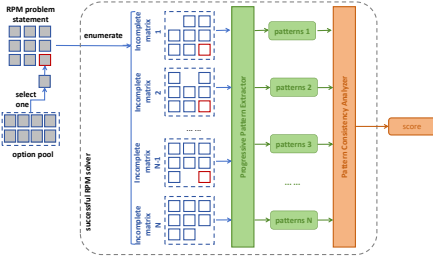 RPM problem
statement
enumerate
select
one
option pool
successful RPM solver
Incomplete
matrix
1
Incomplete
matrix
2
... ...
Incomplete
matrix
N-1
Incomplete
matrix
N
Progressive Pattern Extractor
patterns 1
patterns 2
patterns 3
... ...
patterns N
Pattern Consistency Analyzer
score